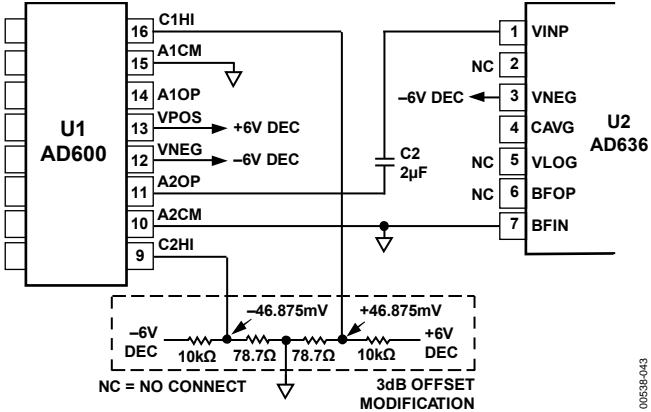 C1HI
16
A1CM
15
A1OP
14
VPOS
13
+6V DEC
VNEG
12
–6V DEC
A2OP
11
A2CM
10
C2HI
9
U1
AD600
C2
2µF
1 VINP
NC 2
–6V DEC 3 VNEG
4 CAVG
NC 5 VLOG
NC 6 BFOP
7 BFIN
U2
AD636
–46.875mV +46.875mV
–6V
DEC
+6V
DEC
10kΩ 78.7Ω 78.7Ω 10kΩ
NC = NO CONNECT
3dB OFFSET
MODIFICATION
00538-043